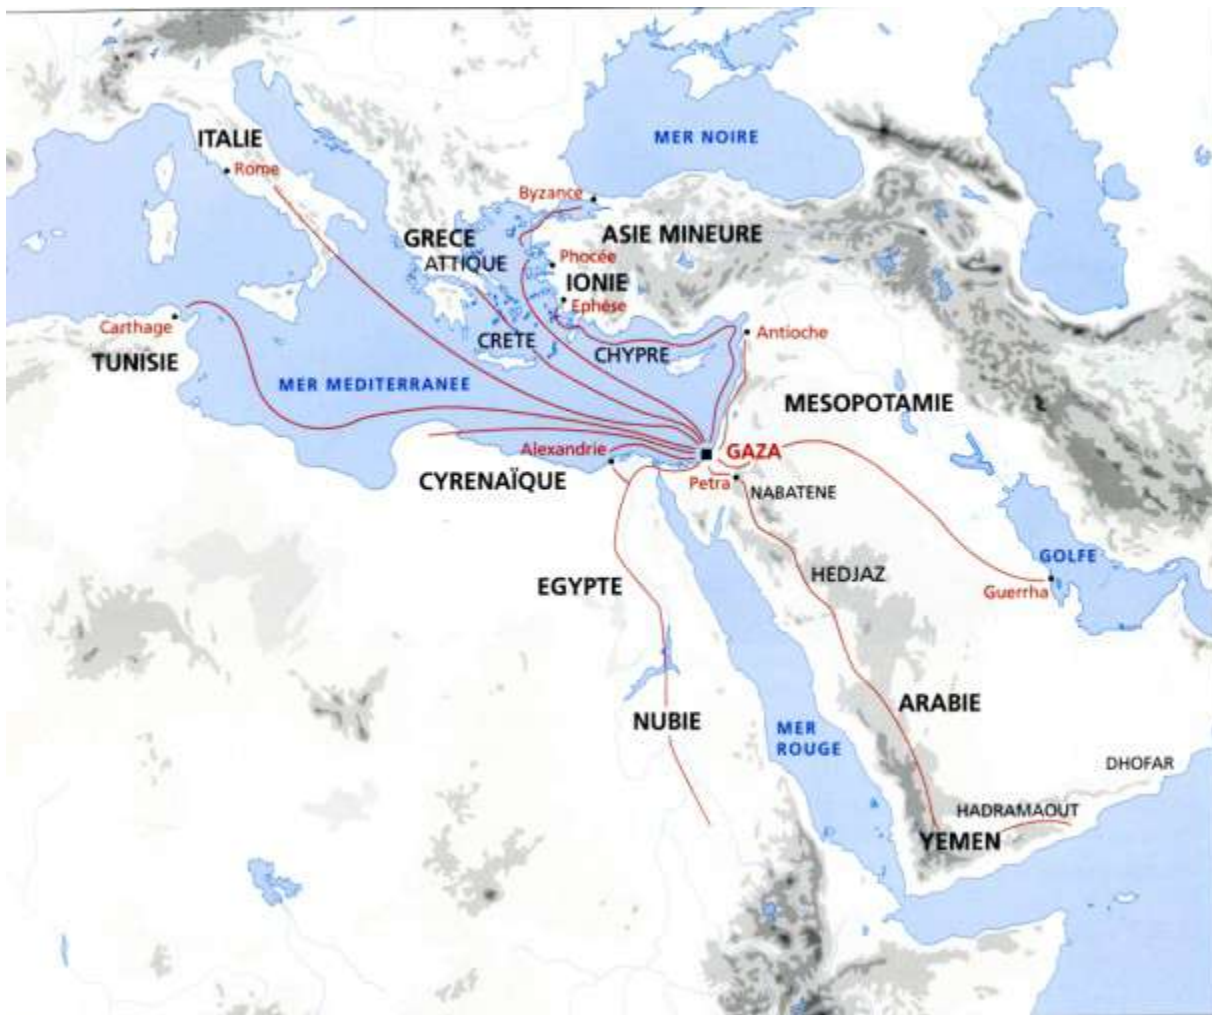 MER NOIRE
ITALIE
Rome
Byzance
GRECE
ATTIQUE
ASIE MINEURE
Phocée
IONIE
Ephèse
Carthage
TUNISIE
CRETE
CHYPRE
Antioche
MER MEDITERRANEE
MESOPOTAMIE
Alexandrie
GAZA
CYRENAÏQUE
Petra
NABATENE
GOLFE
EGYPTE
HEDJAZ
Guerrha
ARABIE
NUBIE
MER
ROUGE
DHOFAR
HADRAMAOUT
YEMEN